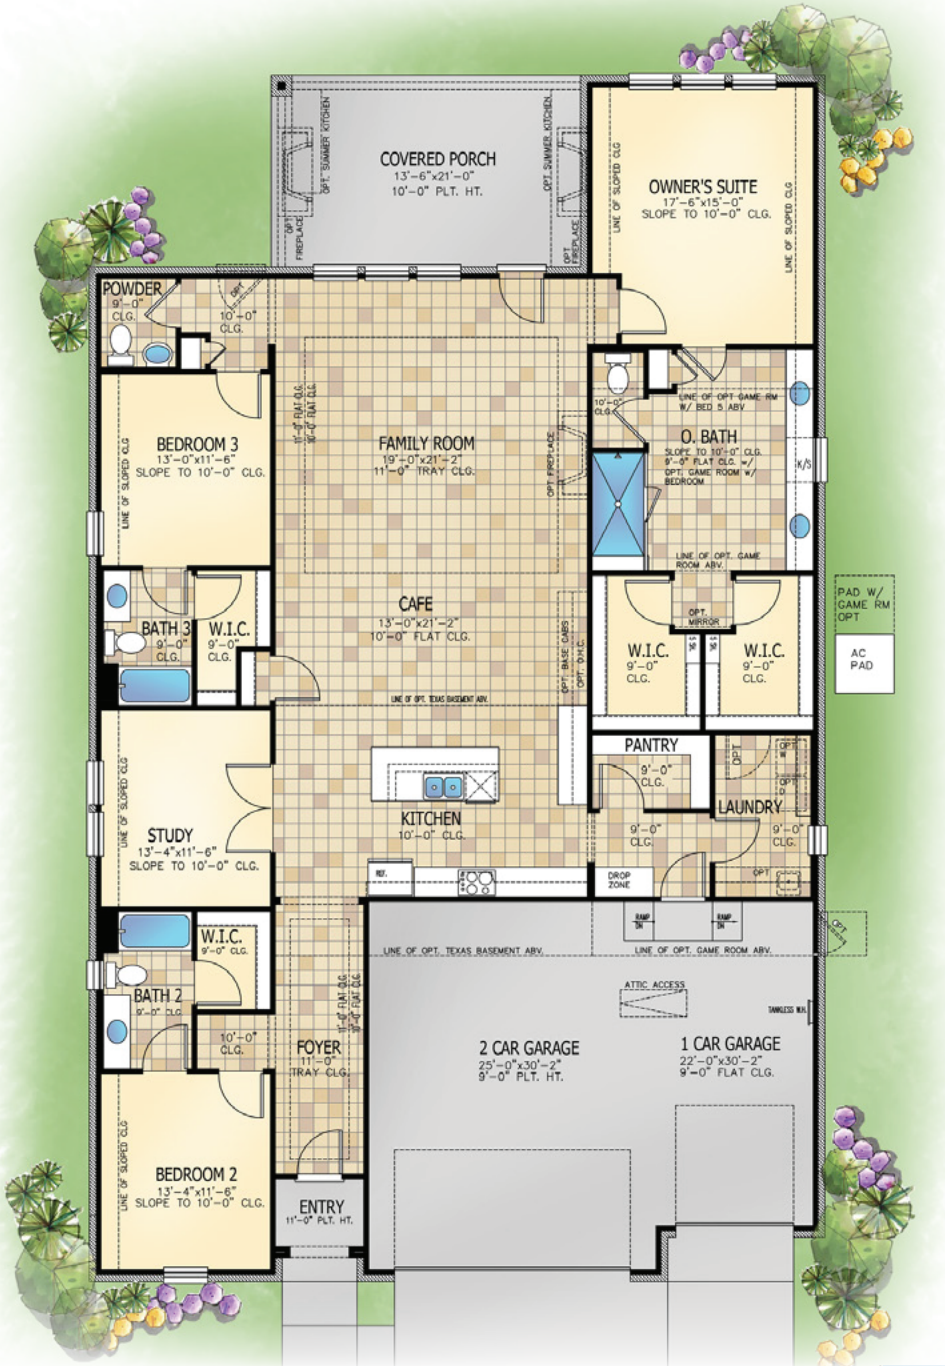 OPT. SUMMER KITCHEN
OPT. SUMMER KITCHEN
COVERED PORCH
13'-6"x21'-0"
10'-0" PLT. HT.
OPT FIREPLACE
OPT FIREPLACE
LINE OF SLOPED CLG
LINE OF SLOPED CLG
OWNER'S SUITE
17'-6"x15'-0"
SLOPE TO 10'-0" CLG.
POWDER
9'-0"
CLG.
OPT
10'-0"
CLG.
BEDROOM 3
13'-0"x11'-6"
SLOPE TO 10'-0" CLG.
LINE OF SLOPED CLG
11'-0" FLAT CLG.
10'-0" FLAT CLG.
FAMILY ROOM
19'-0"x21'-2"
11'-0" TRAY CLG.
OPT FIREPLACE
10'-0"
CLG.
LINE OF OPT GAME RM
W/ BED 5 ABV
O. BATH
SLOPE TO 10'-0" CLG.
9'-0" FLAT CLG. W/
OPT. GAME ROOM W/
BEDROOM
K/S
LINE OF OPT. GAME
ROOM ABV.
BATH 3
9'-0"
CLG.
W.I.C.
9'-0"
CLG.
CAFE
13'-0"x21'-2"
10'-0" FLAT CLG.
OPT. BASE CABS
OPT. O.H.C.
OPT.
MIRROR
W.I.C.
9'-0"
CLG.
W.I.C.
9'-0"
CLG.
PAD W/
GAME RM
OPT
AC
PAD
LINE OF OPT. TEXAS BASEMENT ABV.
STUDY
13'-4"x11'-6"
SLOPE TO 10'-0" CLG.
LINE OF SLOPED CLG
KITCHEN
10'-0" CLG.
REF.
PANTRY
9'-0"
CLG.
OPT
OPT
W
OPT
D
LAUNDRY
9'-0"
CLG.
9'-0"
CLG.
DROP
ZONE
OPT
W.I.C.
9'-0" CLG.
BATH 2
9'-0" CLG.
10'-0"
CLG.
11'-0" FLAT CLG.
10'-0" FLAT CLG.
FOYER
11'-0"
TRAY CLG.
RAMP
DN
RAMP
DN
OPT
LINE OF OPT. TEXAS BASEMENT ABV.
LINE OF OPT. GAME ROOM ABV.
ATTIC ACCESS
TANKLESS W.H.
2 CAR GARAGE
25'-0"x30'-2"
9'-0" PLT. HT.
1 CAR GARAGE
22'-0"x30'-2"
9'-0" FLAT CLG.
BEDROOM 2
13'-4"x11'-6"
SLOPE TO 10'-0" CLG.
LINE OF SLOPED CLG
ENTRY
11'-0" PLT. HT.